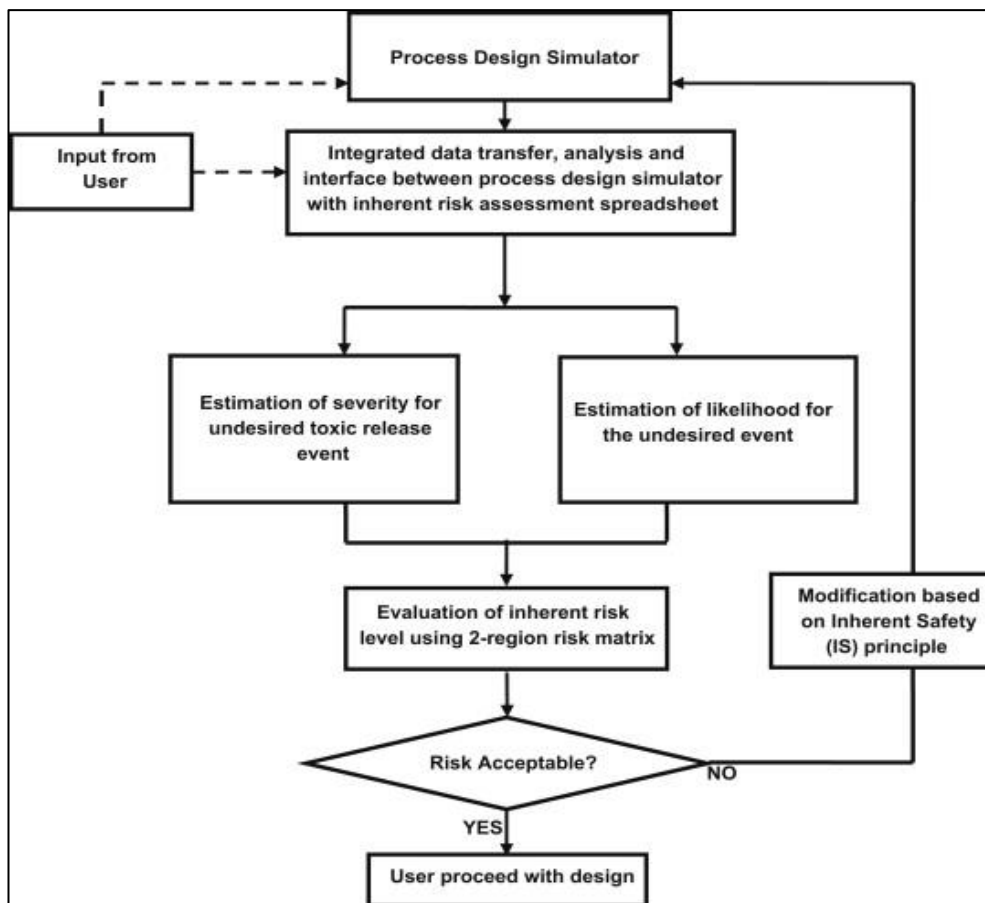 Process Design Simulator
Input from
User
Integrated data transfer, analysis and
interface between process design simulator
with inherent risk assessment spreadsheet
Estimation of severity for
undesired toxic release
event
Estimation of likelihood for
the undesired event
Evaluation of inherent risk
level using 2-region risk matrix
Modification based
on Inherent Safety
(IS) principle
Risk Acceptable?
NO
YES
User proceed with design